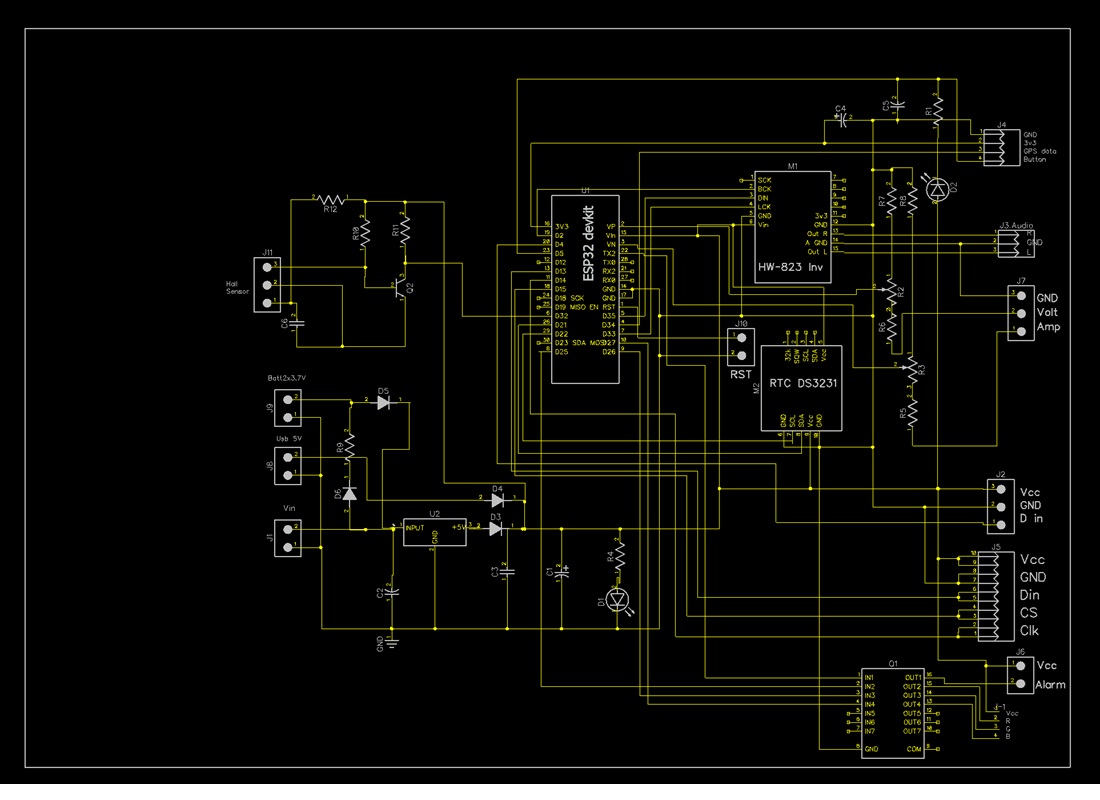 C5
C4
R1
J4
GND
3v3
GPS data
Button
M1
SCK
BCK
DIN
LCK
GND
Vin
3v3
GND
Out R
A GND
Out L
HW-823 Inv
D2
R7
R8
J3 Audio
R
GND
L
U1
ESP32 devkit
3V3
D2
D4
D5
D12
D13
D14
D15
D18 SCK
D19 MISO
D32
D21
D22
D23 SDA MOSI
D25
VP
Vin
VN
TX2
TX0
RX2
RX0
GND
GND
EN RST
D35
D34
D33
D27
D26
R12
R10
R11
J11
Hall
Sensor
Q2
C6
R2
R6
R3
R5
J7
GND
Volt
Amp
J10
RST
M2
32k
SQW
SCL
SDA
Vcc
RTC DS3231
GND
SCL
SDA
Vcc
GND
Batt2x3.7V
J9
D5
Usb 5V
J8
R9
D6
Vin
J1
U2
INPUT
+5V
GND
D4
D3
C2
C3
C1
R4
D1
GND
J2
Vcc
GND
D in
J5
Vcc
GND
Din
CS
Clk
J6
Vcc
Alarm
Q1
IN1
IN2
IN3
IN4
IN5
IN6
IN7
GND
OUT1
OUT2
OUT3
OUT4
OUT5
OUT6
OUT7
COM
Vcc
R
G
B